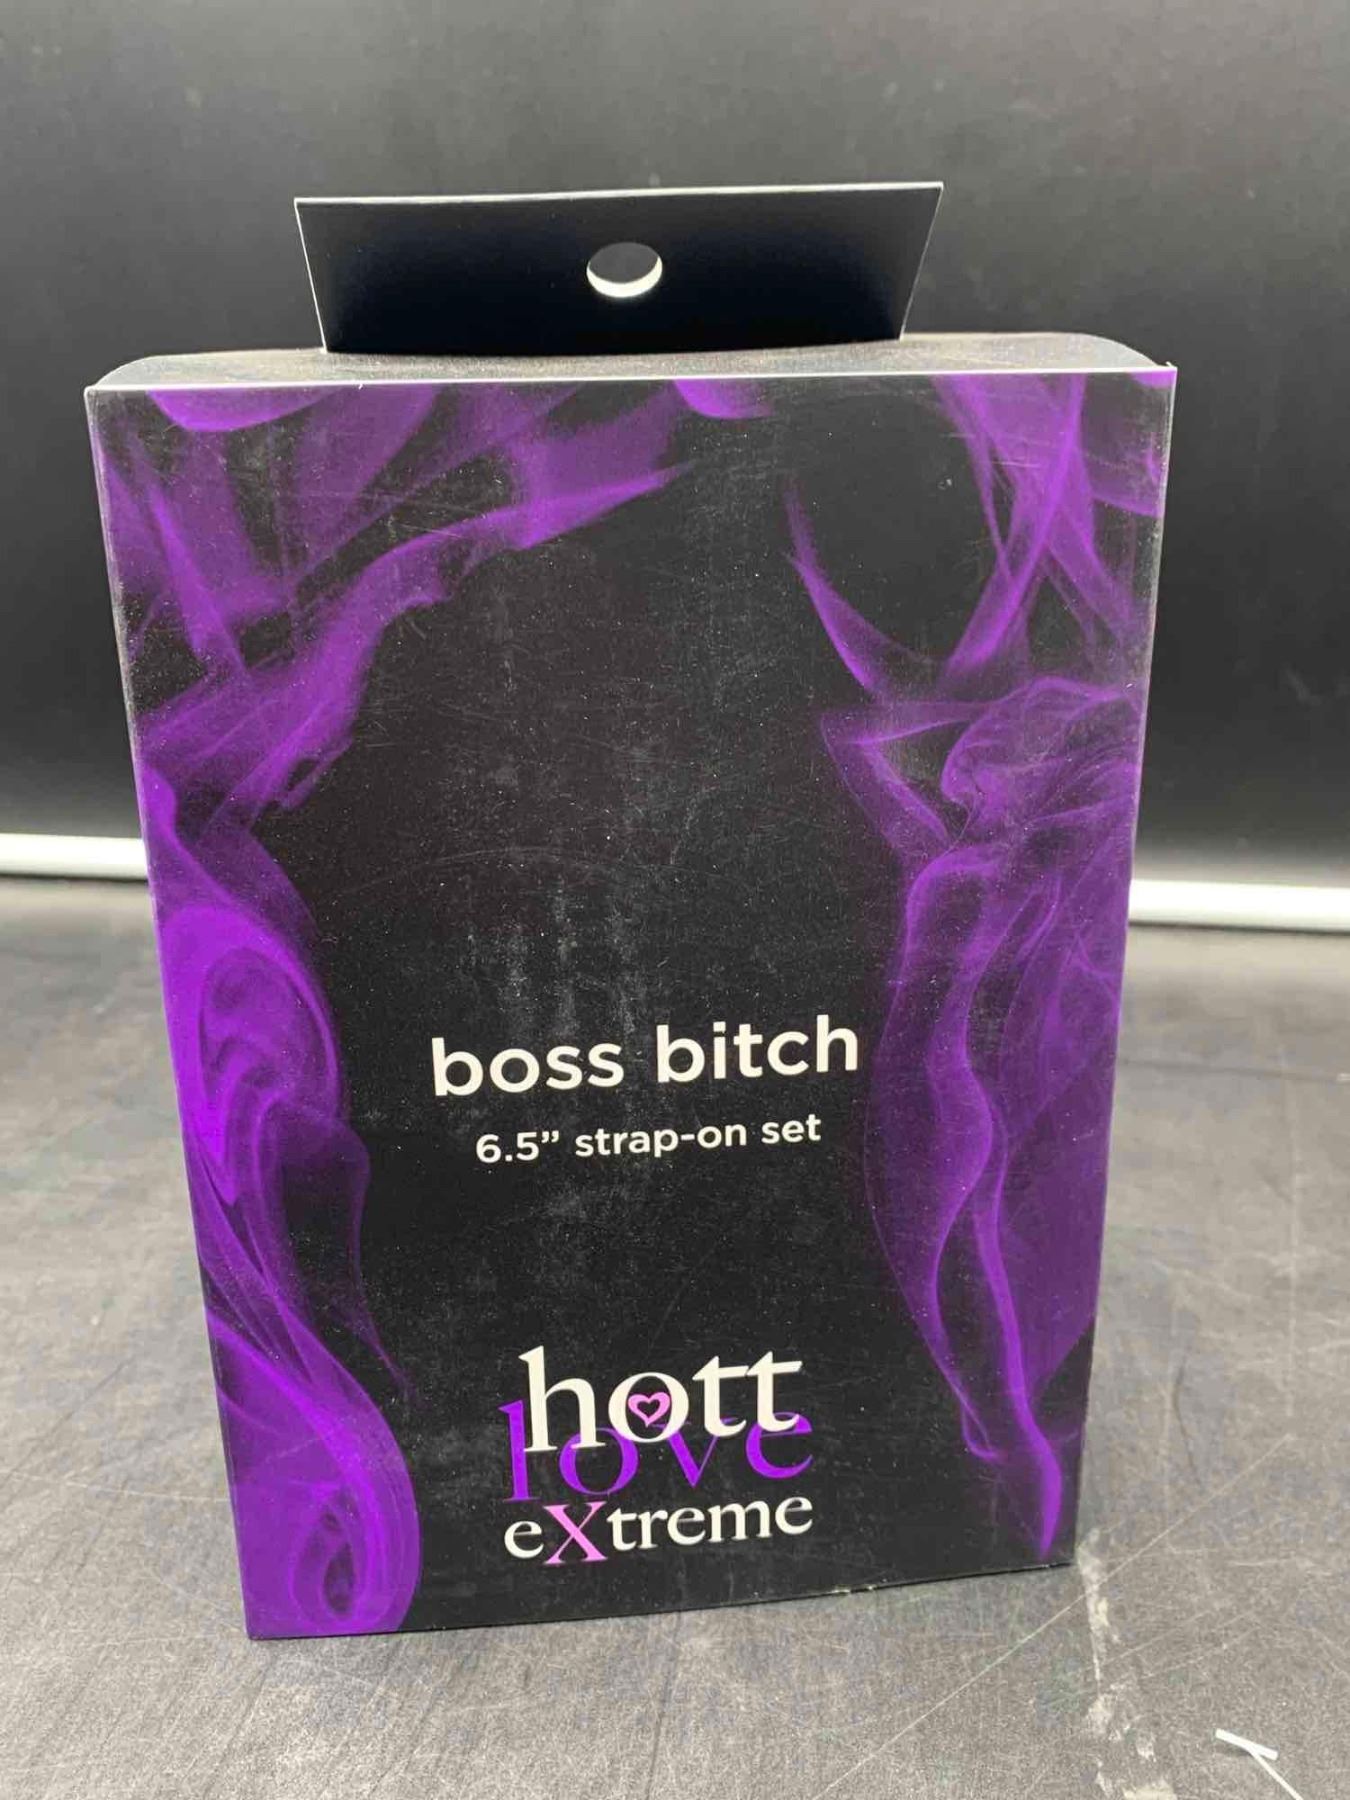 boss bitch
6.5” strap-on set
hott
love
eXtreme